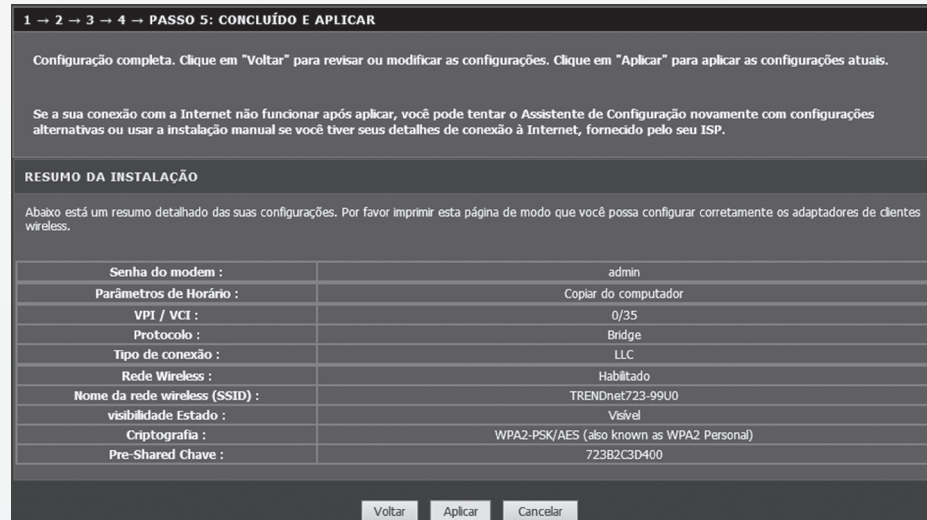 1 → 2 → 3 → 4 → PASSO 5: CONCLUÍDO E APLICAR
Configuração completa. Clique em "Voltar" para revisar ou modificar as configurações. Clique em "Aplicar" para aplicar as configurações atuais.
Se a sua conexão com a Internet não funcionar após aplicar, você pode tentar o Assistente de Configuração novamente com configurações
alternativas ou usar a instalação manual se você tiver seus detalhes de conexão à Internet, fornecido pelo seu ISP.
RESUMO DA INSTALAÇÃO
Abaixo está um resumo detalhado das suas configurações. Por favor imprimir esta página de modo que você possa configurar corretamente os adaptadores de clientes
wireless.
Senha do modem : admin
Parâmetros de Horário : Copiar do computador
VPI / VCI : 0/35
Protocolo : Bridge
Tipo de conexão : LLC
Rede Wireless : Habilitado
Nome da rede wireless (SSID) : TRENDnet723-99U0
visibilidade Estado : Visível
Criptografia : WPA2-PSK/AES (also known as WPA2 Personal)
Pre-Shared Chave : 723B2C3D400
Voltar Aplicar Cancelar